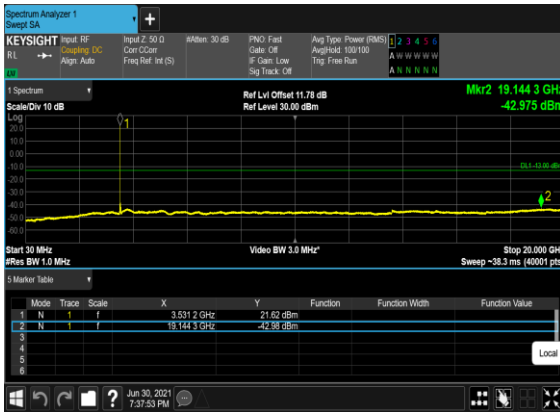 Spectrum Analyzer 1
Swept SA
+
KEYSIGHT Input: RF Input Z: 50 Ω #Atten: 30 dB PNO: Fast Avg Type: Power (RMS) 1 2 3 4 5 6
RL Coupling: DC Corr CCorr Gate: Off Avg|Hold: 100/100 A W W W W W
Align: Auto Freq Ref: Int (S) IF Gain: Low Trig: Free Run
LXI Sig Track: Off A N N N N N
1 Spectrum Ref Lvl Offset 11.78 dB Mkr2 19.144 3 GHz
Scale/Div 10 dB Ref Level 30.00 dBm -42.975 dBm
Log
20.0
10.0
0.00
-10.0
-20.0
-30.0
-40.0
-50.0
-60.0
1
DL1 -13.00 dBm
2
Start 30 MHz Video BW 3.0 MHz* Stop 20.000 GHz
#Res BW 1.0 MHz Sweep ~38.3 ms (40001 pts)
5 Marker Table
Mode Trace Scale X Y Function Function Width Function Value
1 N 1 f 3.531 2 GHz 21.62 dBm
2 N 1 f 19.144 3 GHz -42.98 dBm
3
4
5
6
Local
? Jun 30, 2021
7:37:53 PM